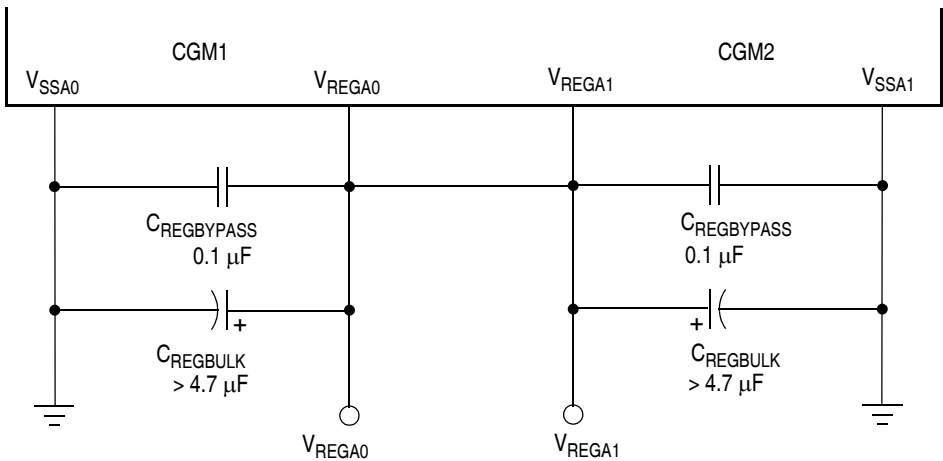 CGM1
CGM2
VSSA0
VREGA0
VREGA1
VSSA1
CREGBYPASS
0.1 μF
CREGBYPASS
0.1 μF
+
+
CREGBULK
> 4.7 μF
CREGBULK
> 4.7 μF
VREGA0
VREGA1